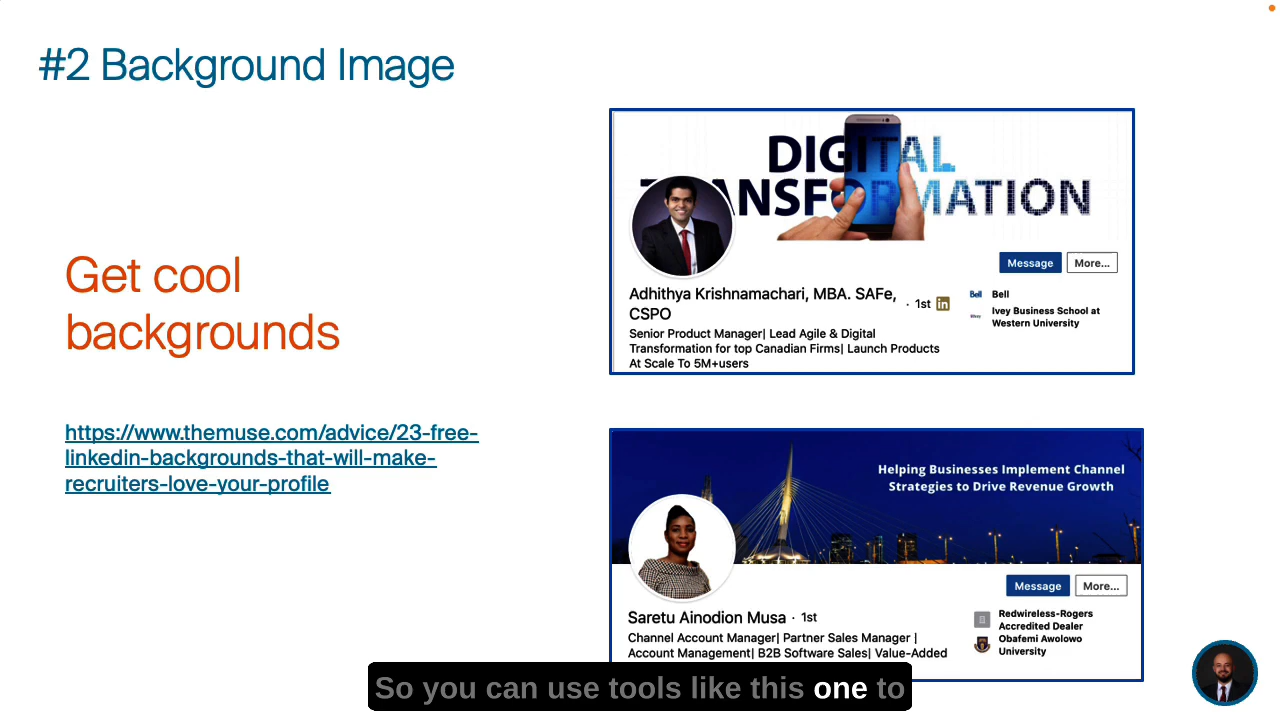 #2 Background Image
Get cool
backgrounds
https://www.themuse.com/advice/23-free-
linkedin-backgrounds-that-will-make-
recruiters-love-your-profile
DIGITAL
ANSFORMATION
Message
More...
Adhithya Krishnamachari, MBA. SAFe,
CSPO
· 1st
in
Senior Product Manager| Lead Agile & Digital
Transformation for top Canadian Firms| Launch Products
At Scale To 5M+users
Bell
Bell
Ivey Business School at
Western University
Helping Businesses Implement Channel
Strategies to Drive Revenue Growth
Message
More...
Saretu Ainodion Musa · 1st
Channel Account Manager| Partner Sales Manager |
Account Management| B2B Software Sales| Value-Added
Redwireless-Rogers
Accredited Dealer
Obafemi Awolowo
University
So you can use tools like this one to